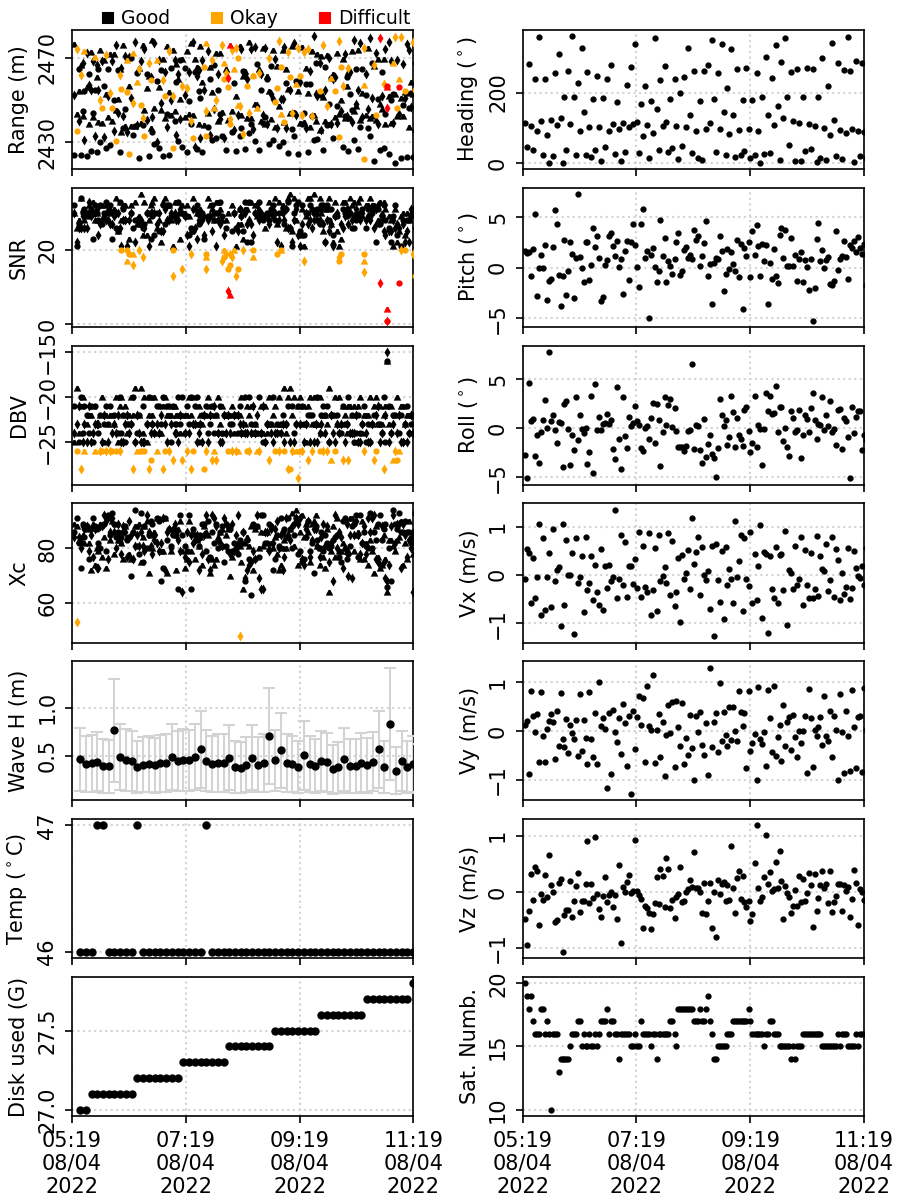 Good Okay Difficult
Range (m)
2470
2430
Heading (°)
200
0
SNR
20
0
Pitch (°)
5
0
−5
DBV
−15
−20
−25
Roll (°)
5
0
−5
Xc
80
60
Vx (m/s)
1
0
−1
Wave H (m)
1.0
0.5
Vy (m/s)
1
0
−1
Temp (°C)
47
46
Vz (m/s)
1
0
−1
Disk used (G)
27.5
27.0
Sat. Numb.
20
15
10
05:19 07:19 09:19 11:19
08/04 08/04 08/04 08/04
2022 2022 2022 2022
05:19 07:19 09:19 11:19
08/04 08/04 08/04 08/04
2022 2022 2022 2022